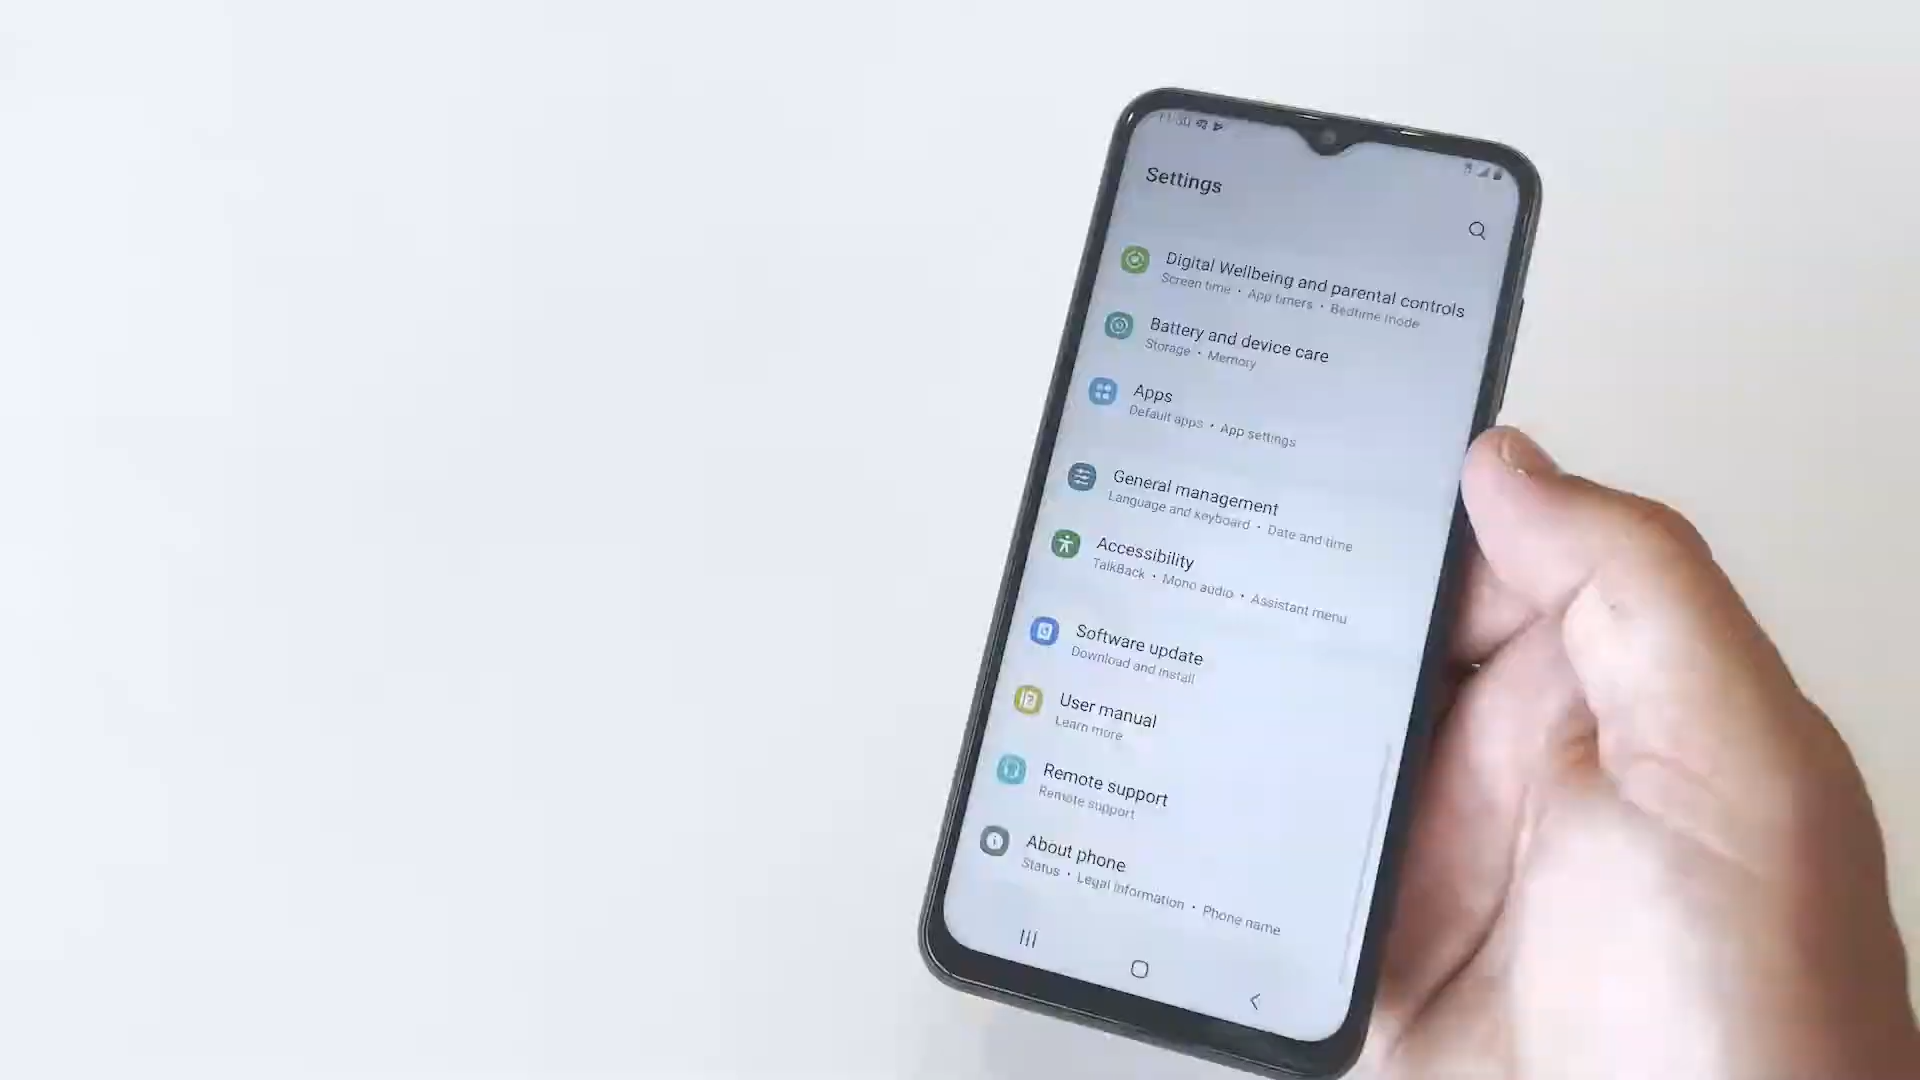 11:30
Settings
Digital Wellbeing and parental controls
Screen time • App timers • Bedtime mode
Battery and device care
Storage • Memory
Apps
Default apps • App settings
General management
Language and keyboard • Date and time
Accessibility
TalkBack • Mono audio • Assistant menu
Software update
Download and install
User manual
Learn more
Remote support
Remote support
About phone
Status • Legal information • Phone name